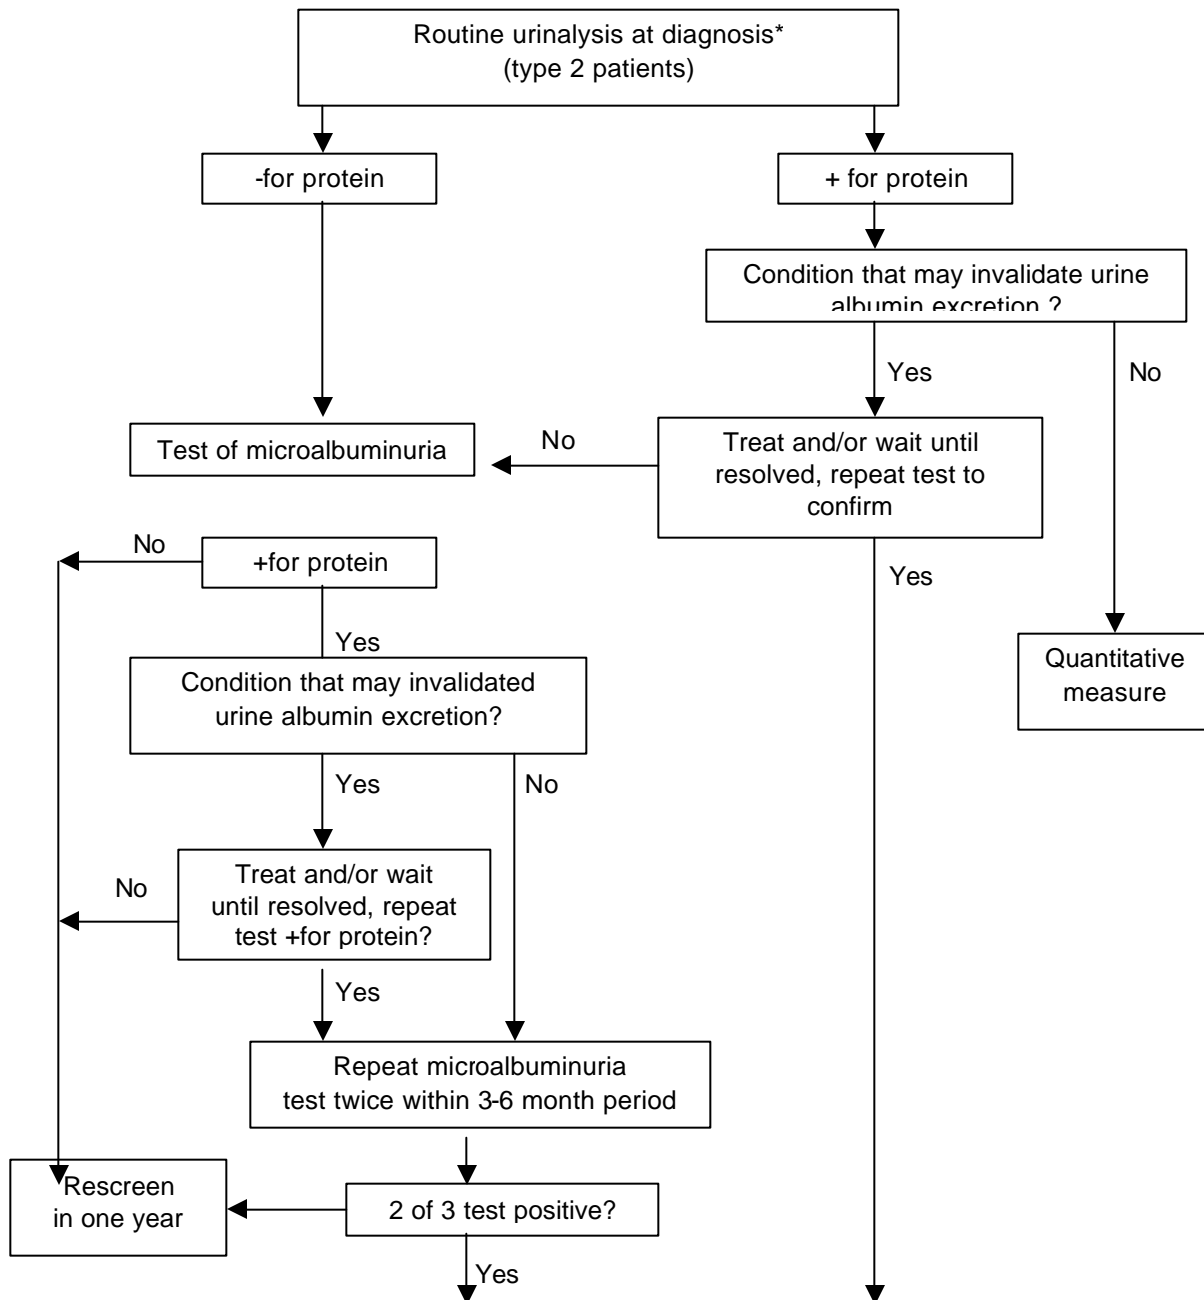 Routine urinalysis at diagnosis*
(type 2 patients)
-for protein
+ for protein
Condition that may invalidate urine
albumin excretion ?
Yes
No
Test of microalbuminuria
No
Treat and/or wait until
resolved, repeat test to
confirm
No
+for protein
Yes
Yes
Quantitative
measure
Condition that may invalidated
urine albumin excretion?
Yes
No
No
Treat and/or wait
until resolved, repeat
test +for protein?
Yes
Repeat microalbuminuria
test twice within 3-6 month period
Rescreen
in one year
2 of 3 test positive?
Yes